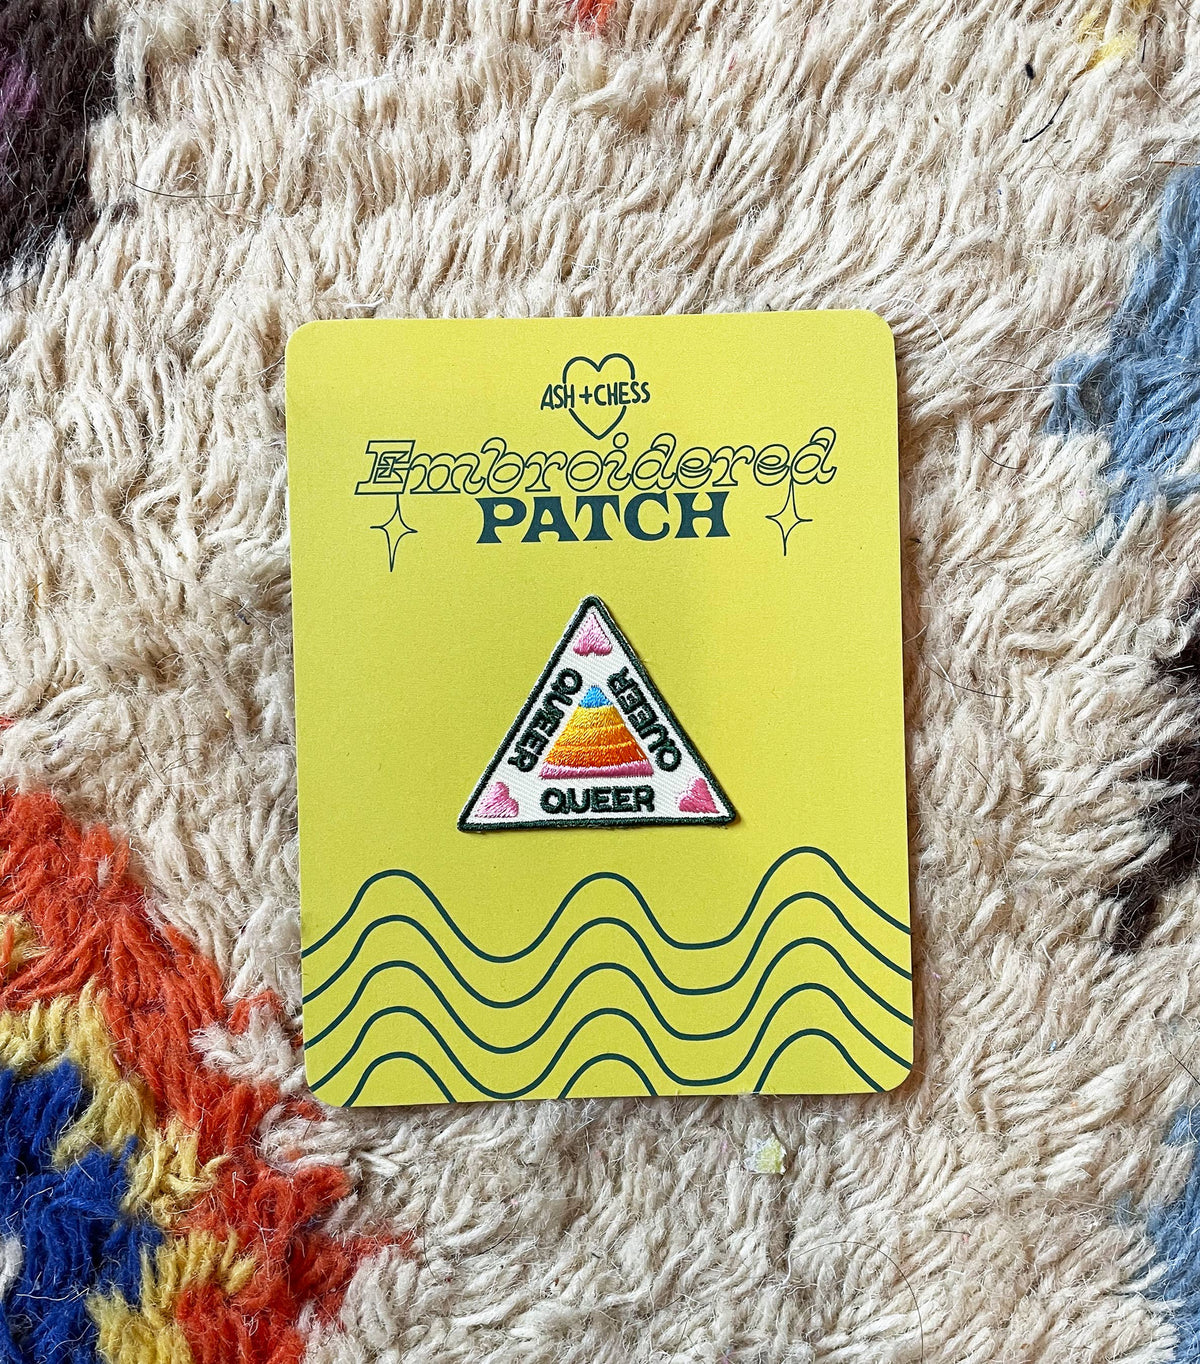 ASH + CHESS
Embroidered
PATCH
QUEER
QUEER
QUEER